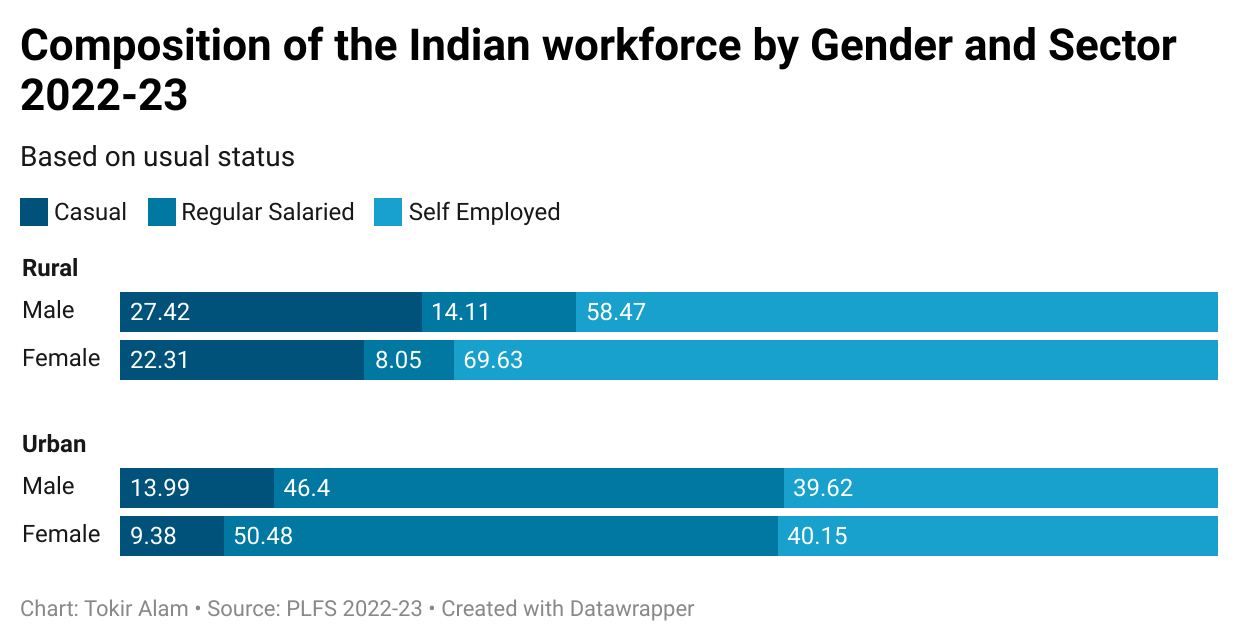 Composition of the Indian workforce by Gender and Sector
2022-23
Based on usual status
Casual Regular Salaried Self Employed
Rural
Male 27.42 14.11 58.47
Female 22.31 8.05 69.63
Urban
Male 13.99 46.4 39.62
Female 9.38 50.48 40.15
Chart: Tokir Alam • Source: PLFS 2022-23 • Created with Datawrapper